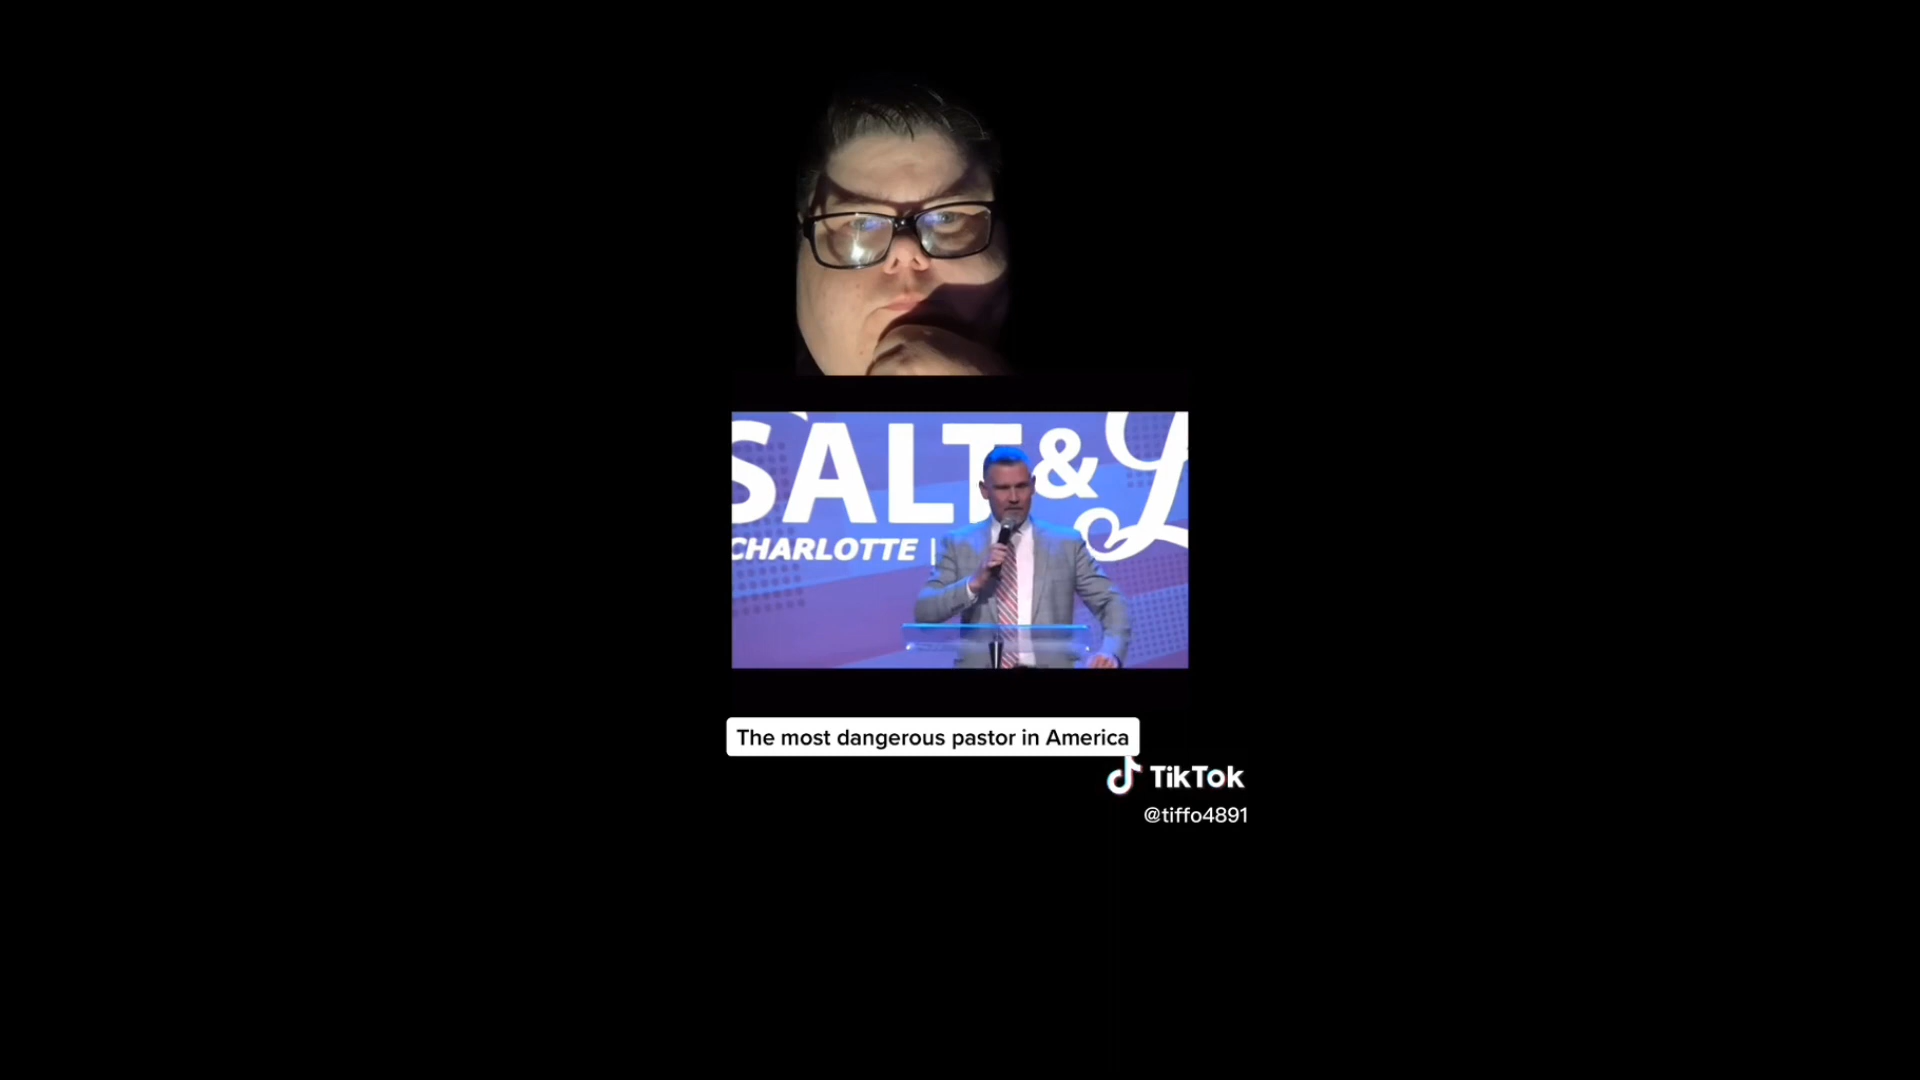 SALT &
CHARLOTTE |
The most dangerous pastor in America
TikTok
@tiffo4891